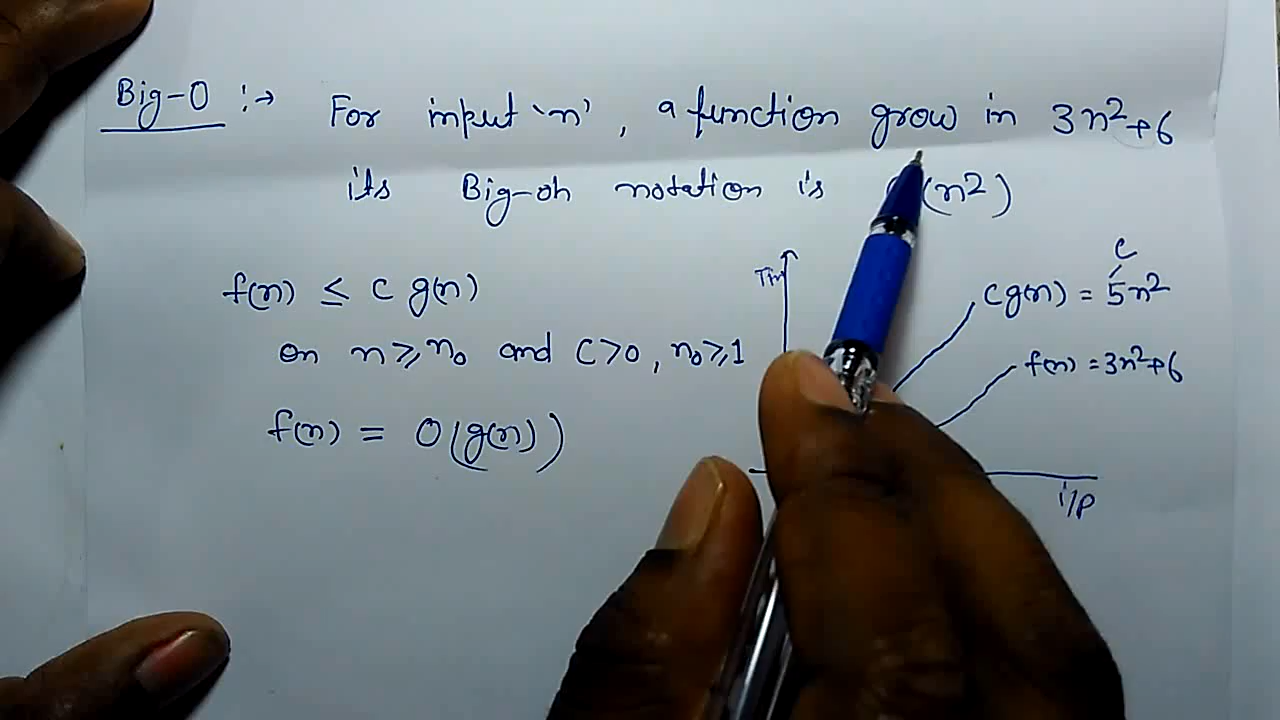 Big-O :→ For input 'n', a function grow in 3n²+6
its Big-oh notation is (n²)
f(n) ≤ c g(n)
on n ≥ n₀ and c>0, n₀ ≥ 1
f(n) = O(g(n))
c
cg(n) = 5n²
f(n) = 3n²+6
i/p